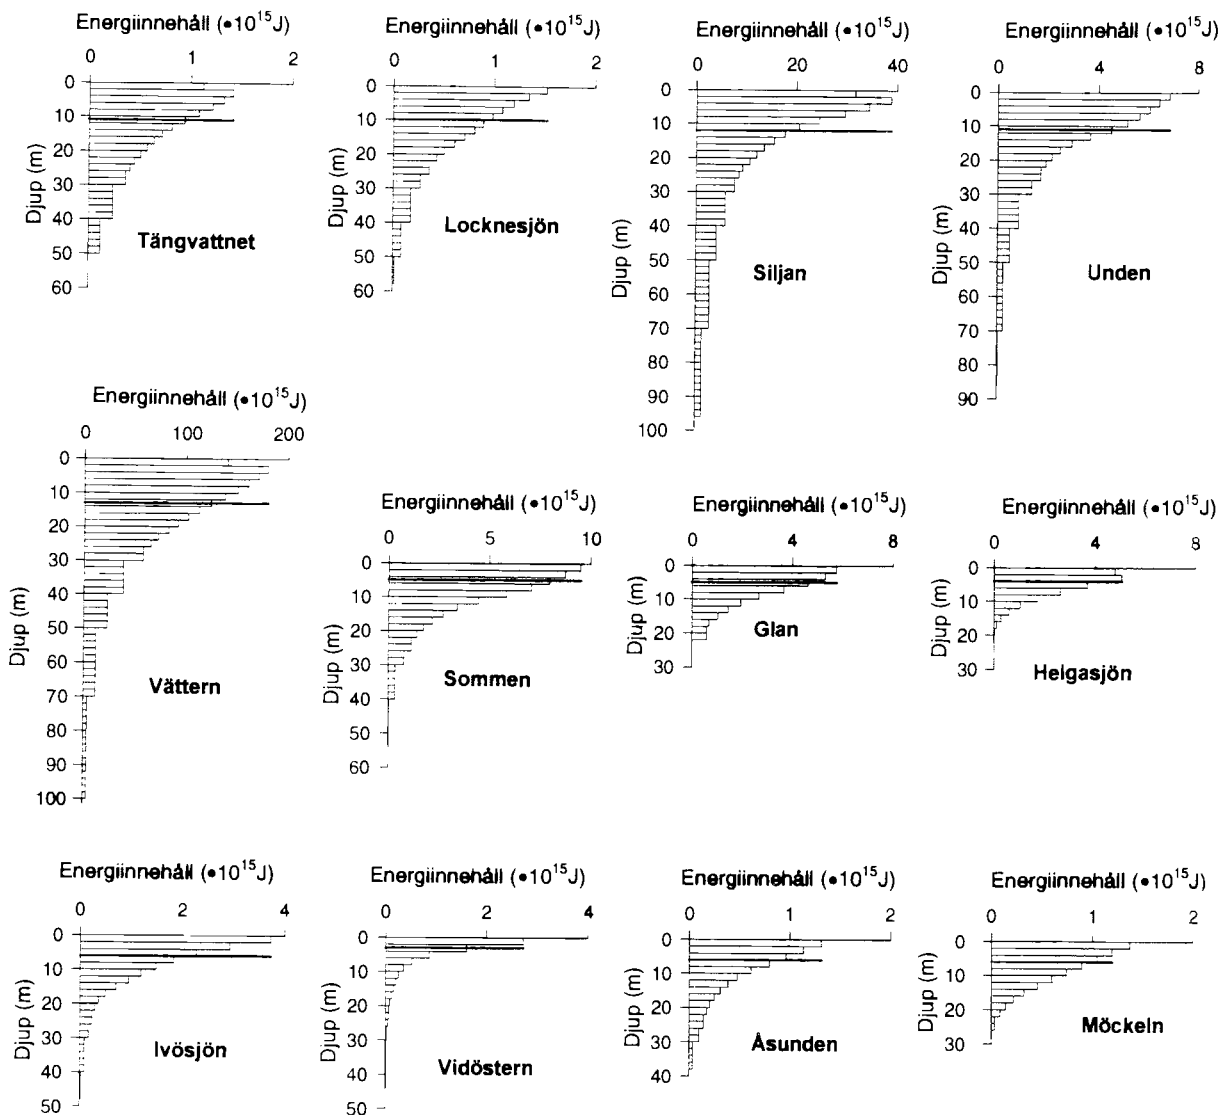 Energiinnehåll (•10¹⁵J)
0 1 2
Djup (m)
0
10
20
30
40
50
60
Tängvattnet
Energiinnehåll (•10¹⁵J)
0 1 2
Djup (m)
0
10
20
30
40
50
60
Locknesjön
Energiinnehåll (•10¹⁵J)
0 20 40
Djup (m)
0
10
20
30
40
50
60
70
80
90
100
Siljan
Energiinnehåll (•10¹⁵J)
0 4 8
Djup (m)
0
10
20
30
40
50
60
70
80
90
Unden
Energiinnehåll (•10¹⁵J)
0 100 200
Djup (m)
0
10
20
30
40
50
60
70
80
90
100
Vättern
Energiinnehåll (•10¹⁵J)
0 5 10
Djup (m)
0
10
20
30
40
50
60
Sommen
Energiinnehåll (•10¹⁵J)
0 4 8
Djup (m)
0
10
20
30
Glan
Energiinnehåll (•10¹⁵J)
0 4 8
Djup (m)
0
10
20
30
Helgasjön
Energiinnehåll (•10¹⁵J)
0 2 4
Djup (m)
0
10
20
30
40
50
Ivösjön
Energiinnehåll (•10¹⁵J)
0 2 4
Djup (m)
0
10
20
30
40
50
Vidöstern
Energiinnehåll (•10¹⁵J)
0 1 2
Djup (m)
0
10
20
30
40
Åsunden
Energiinnehåll (•10¹⁵J)
0 1 2
Djup (m)
0
10
20
30
Möckeln